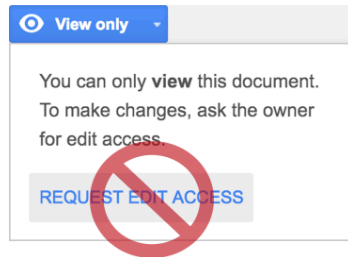 View only
You can only view this document.
To make changes, ask the owner
for edit access.
REQUEST EDIT ACCESS